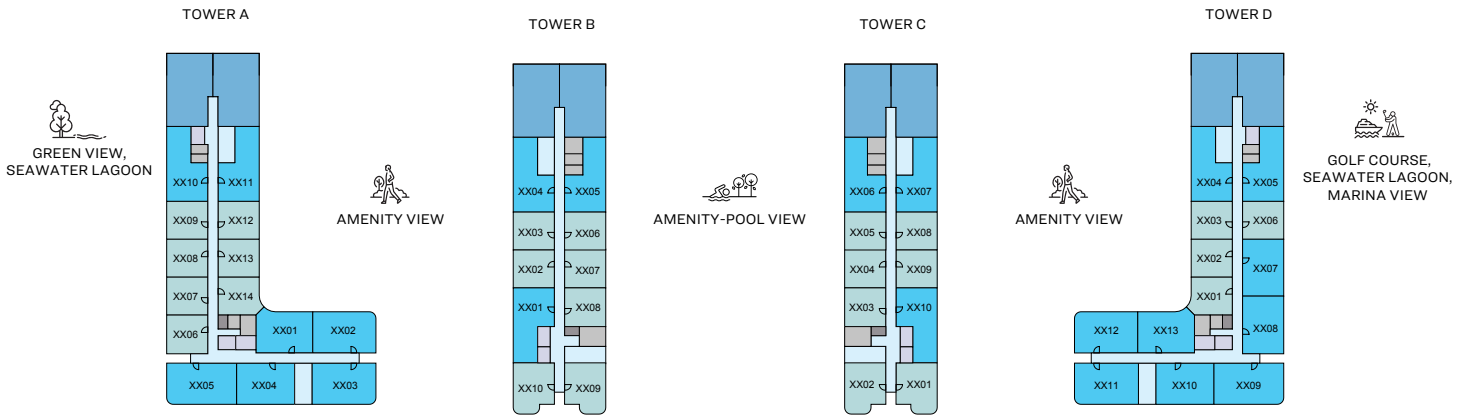 TOWER A
TOWER B
TOWER C
TOWER D
GREEN VIEW,
SEAWATER LAGOON
AMENITY VIEW
AMENITY-POOL VIEW
AMENITY VIEW
GOLF COURSE,
SEAWATER LAGOON,
MARINA VIEW
XX10 XX11
XX09 XX12
XX08 XX13
XX07 XX14
XX06 XX01 XX02
XX05 XX04 XX03
XX04 XX05
XX03 XX06
XX02 XX07
XX01 XX08
XX10 XX09
XX06 XX07
XX05 XX08
XX04 XX09
XX03 XX10
XX02 XX01
XX04 XX05
XX03 XX06
XX02 XX07
XX01
XX12 XX13 XX08
XX11 XX10 XX09